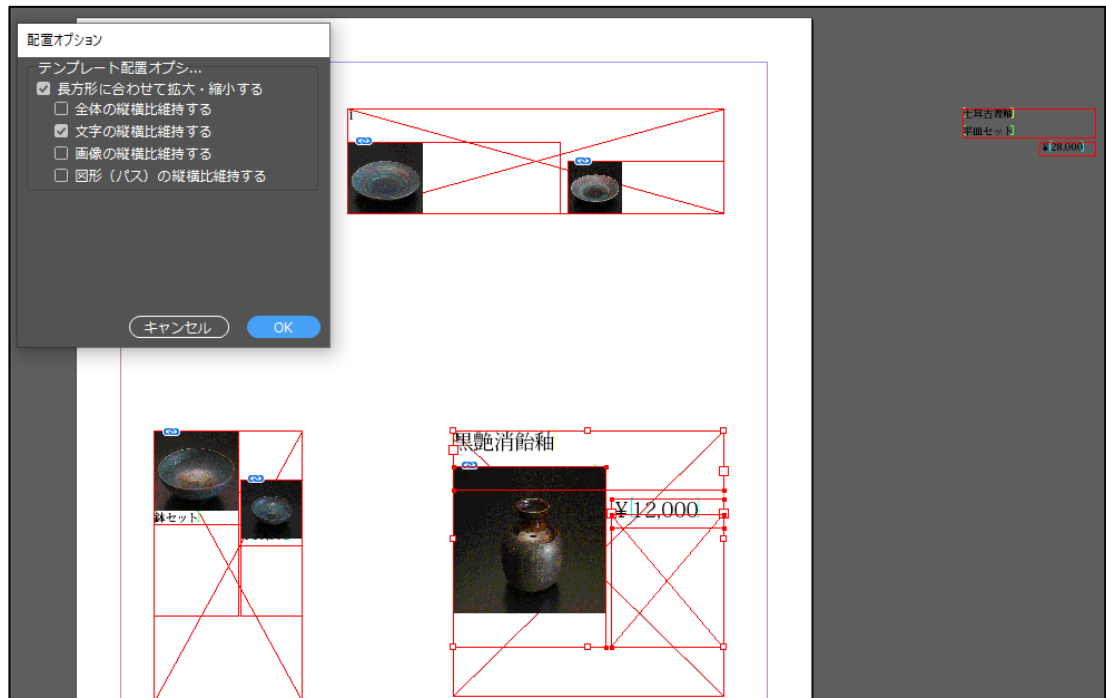 配置オプション
テンプレート配置オプシ...
長方形に合わせて拡大・縮小する
全体の縦横比維持する
文字の縦横比維持する
画像の縦横比維持する
図形（パス）の縦横比維持する
キャンセル
OK
土耳古青釉
平皿セット
¥28,000
黒艶消飴釉
¥12,000
鉢セット